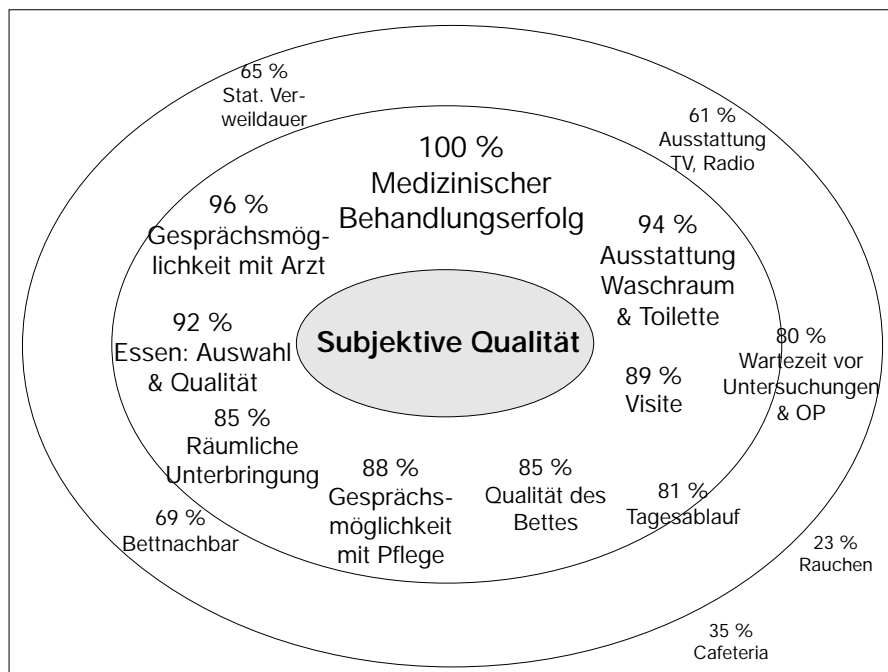 65 %
Stat. Ver-
weildauer
61 %
Ausstattung
TV, Radio
100 %
Medizinischer
Behandlungserfolg
96 %
Gesprächsmög-
lichkeit mit Arzt
94 %
Ausstattung
Waschraum
& Toilette
92 %
Essen: Auswahl
& Qualität
Subjektive Qualität
80 %
Wartezeit vor
Untersuchungen
& OP
89 %
Visite
85 %
Räumliche
Unterbringung
88 %
Gesprächs-
möglichkeit
mit Pflege
85 %
Qualität des
Bettes
81 %
Tagesablauf
69 %
Bettnachbar
23 %
Rauchen
35 %
Cafeteria